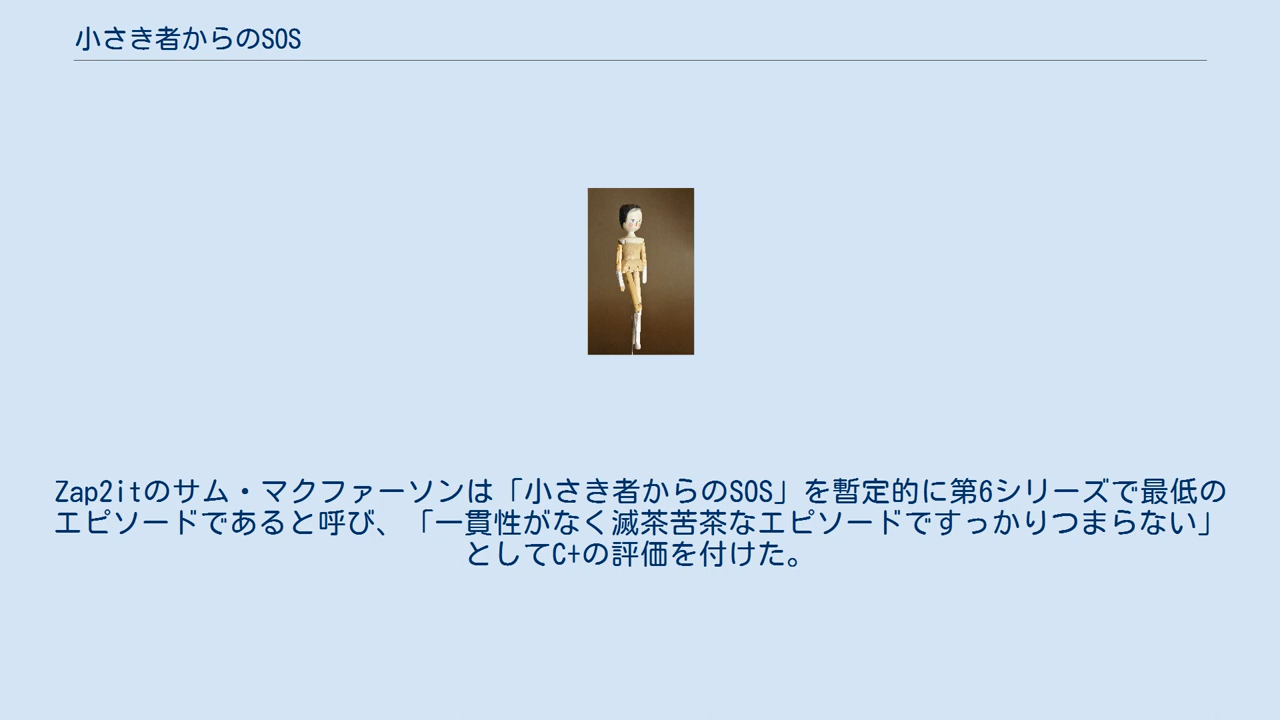 小さき者からのSOS
Zap2itのサム・マクファーソンは「小さき者からのSOS」を暫定的に第6シリーズで最低の
エピソードであると呼び、「一貫性がなく滅茶苦茶なエピソードですっかりつまらない」
としてC+の評価を付けた。